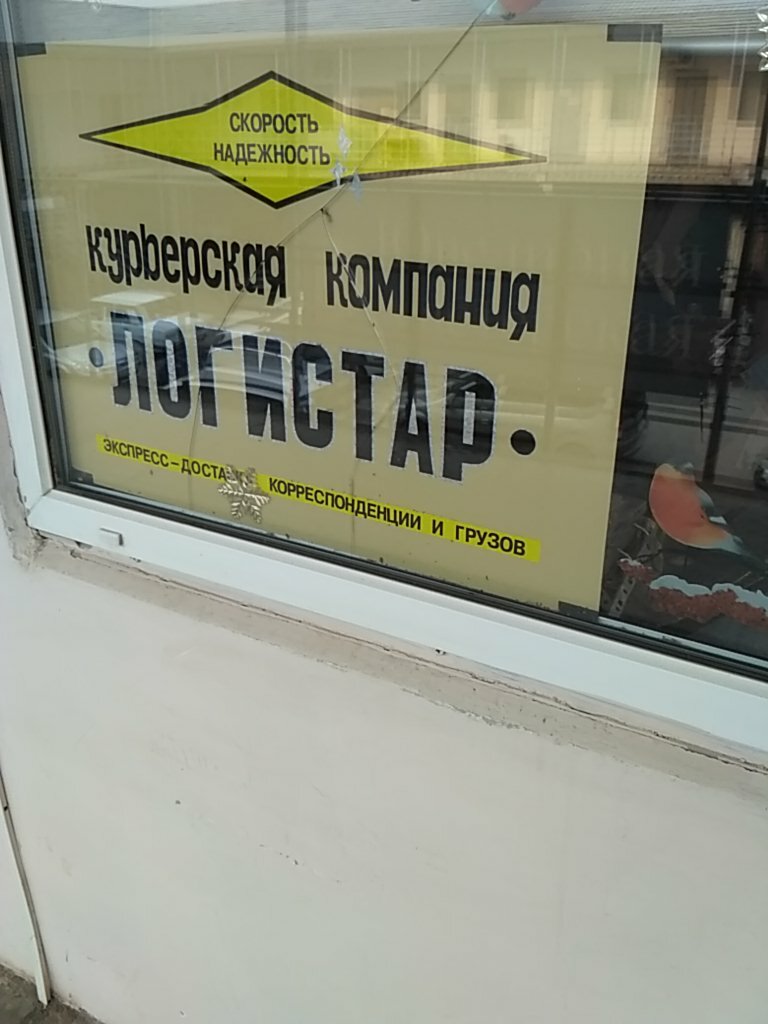 СКОРОСТЬ
НАДЕЖНОСТЬ
курьерская компания
·ЛОГИСТАР·
ЭКСПРЕСС-ДОСТА КОРРЕСПОНДЕНЦИИ И ГРУЗОВ